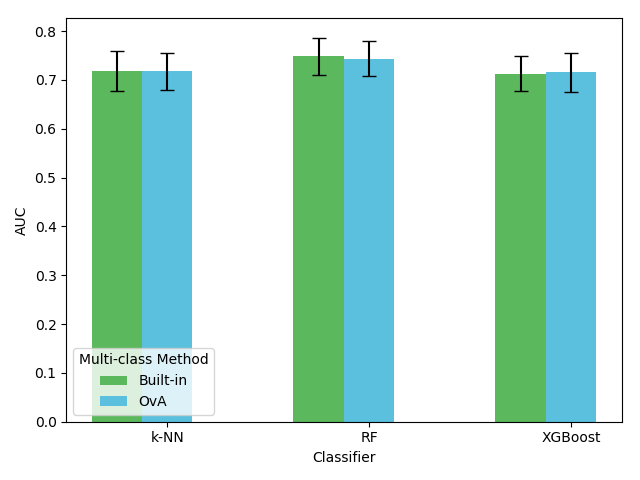 0.8
0.7
0.6
0.5
0.4
0.3
0.2
0.1
0.0
AUC
Multi-class Method
Built-in
OvA
k-NN RF XGBoost
Classifier